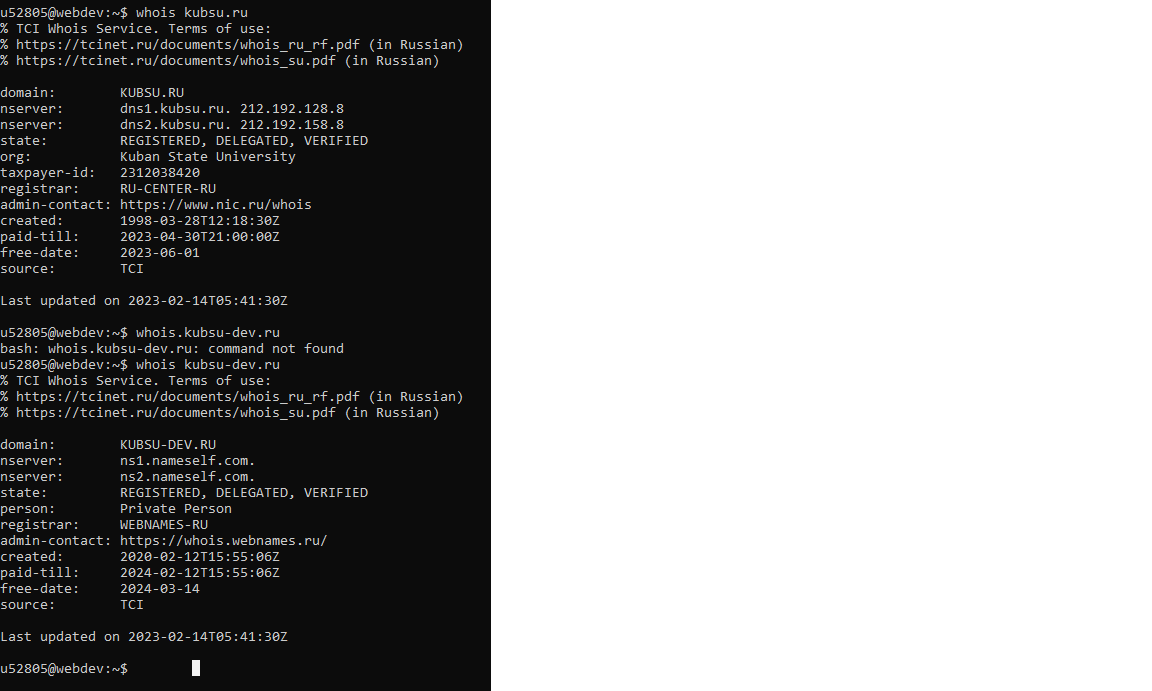 u52805@webdev:~$ whois kubsu.ru
% TCI Whois Service. Terms of use:
% https://tcinet.ru/documents/whois_ru_rf.pdf (in Russian)
% https://tcinet.ru/documents/whois_su.pdf (in Russian)
domain:        KUBSU.RU
nserver:       dns1.kubsu.ru. 212.192.128.8
nserver:       dns2.kubsu.ru. 212.192.158.8
state:         REGISTERED, DELEGATED, VERIFIED
org:           Kuban State University
taxpayer-id:   2312038420
registrar:     RU-CENTER-RU
admin-contact: https://www.nic.ru/whois
created:       1998-03-28T12:18:30Z
paid-till:     2023-04-30T21:00:00Z
free-date:     2023-06-01
source:        TCI
Last updated on 2023-02-14T05:41:30Z
u52805@webdev:~$ whois.kubsu-dev.ru
bash: whois.kubsu-dev.ru: command not found
u52805@webdev:~$ whois kubsu-dev.ru
% TCI Whois Service. Terms of use:
% https://tcinet.ru/documents/whois_ru_rf.pdf (in Russian)
% https://tcinet.ru/documents/whois_su.pdf (in Russian)
domain:        KUBSU-DEV.RU
nserver:       ns1.nameself.com.
nserver:       ns2.nameself.com.
state:         REGISTERED, DELEGATED, VERIFIED
person:        Private Person
registrar:     WEBNAMES-RU
admin-contact: https://whois.webnames.ru/
created:       2020-02-12T15:55:06Z
paid-till:     2024-02-12T15:55:06Z
free-date:     2024-03-14
source:        TCI
Last updated on 2023-02-14T05:41:30Z
u52805@webdev:~$